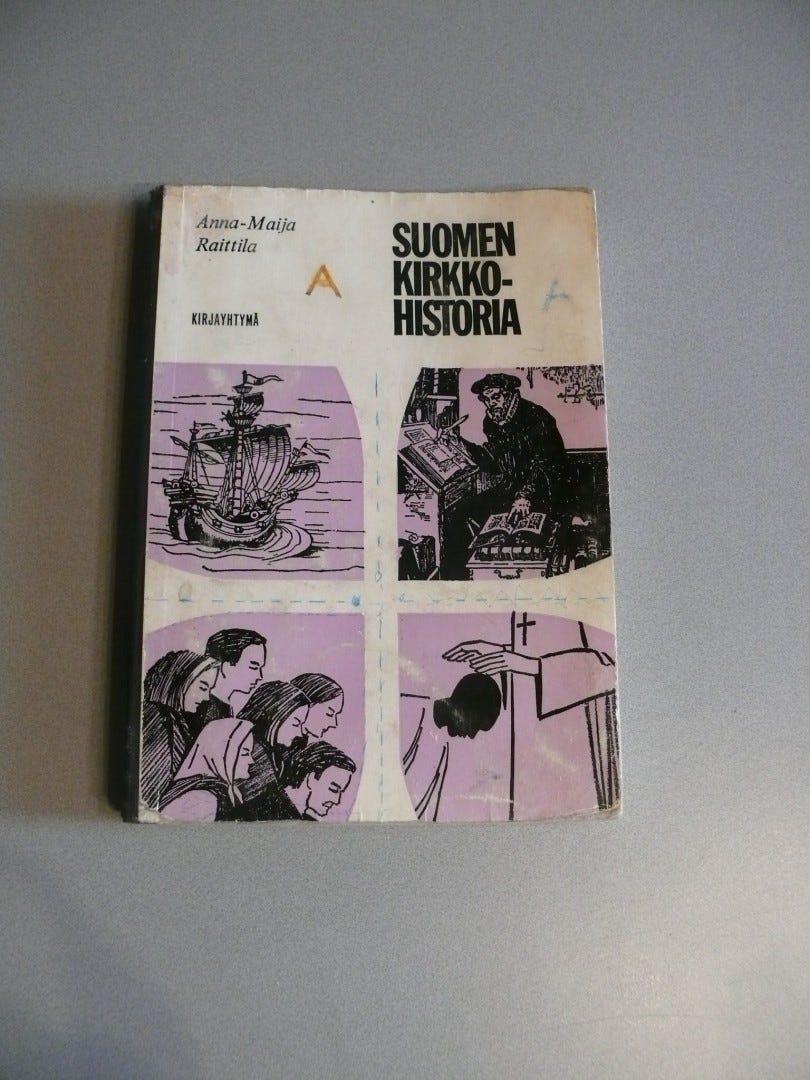 Anna-Maija
Raittila
KIRJAYHTYMÄ
SUOMEN
KIRKKO-
HISTORIA
A
A